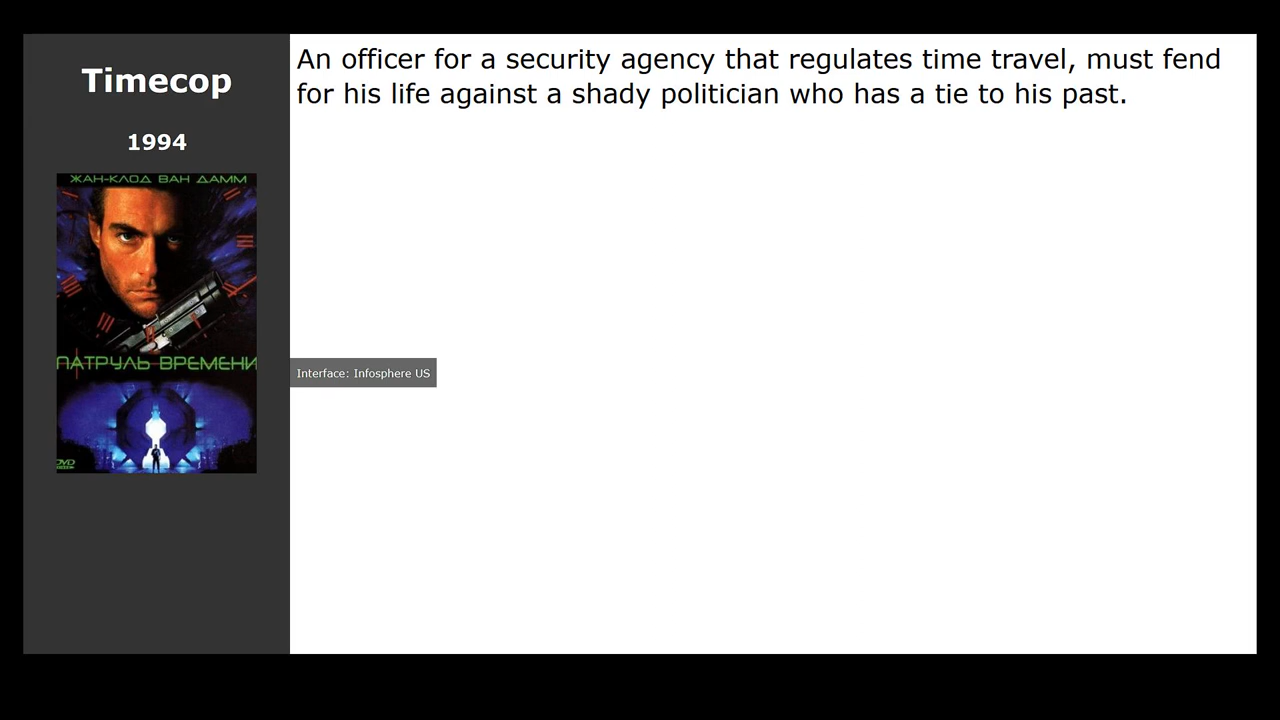 Timecop
1994
ЖАН-КЛОД ВАН ДАММ
ПАТРУЛЬ ВРЕМЕНИ
DVD
An officer for a security agency that regulates time travel, must fend
for his life against a shady politician who has a tie to his past.
Interface: Infosphere US